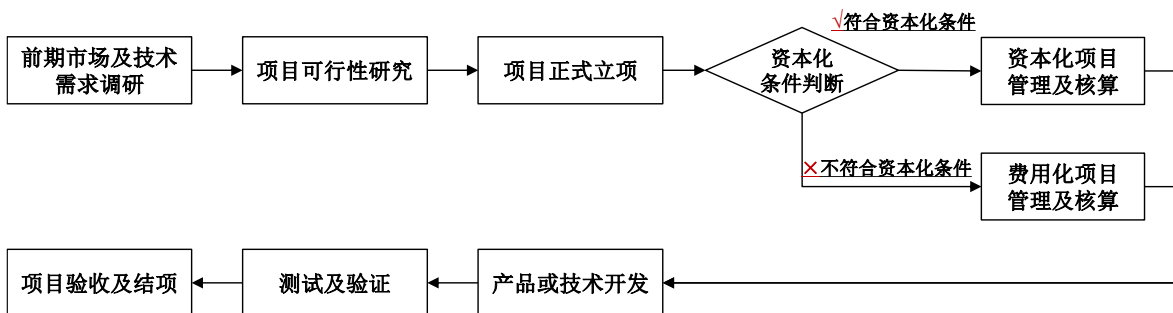 前期市场及技术
需求调研
项目可行性研究
项目正式立项
资本化
条件判断
√符合资本化条件
资本化项目
管理及核算
×不符合资本化条件
费用化项目
管理及核算
产品或技术开发
测试及验证
项目验收及结项